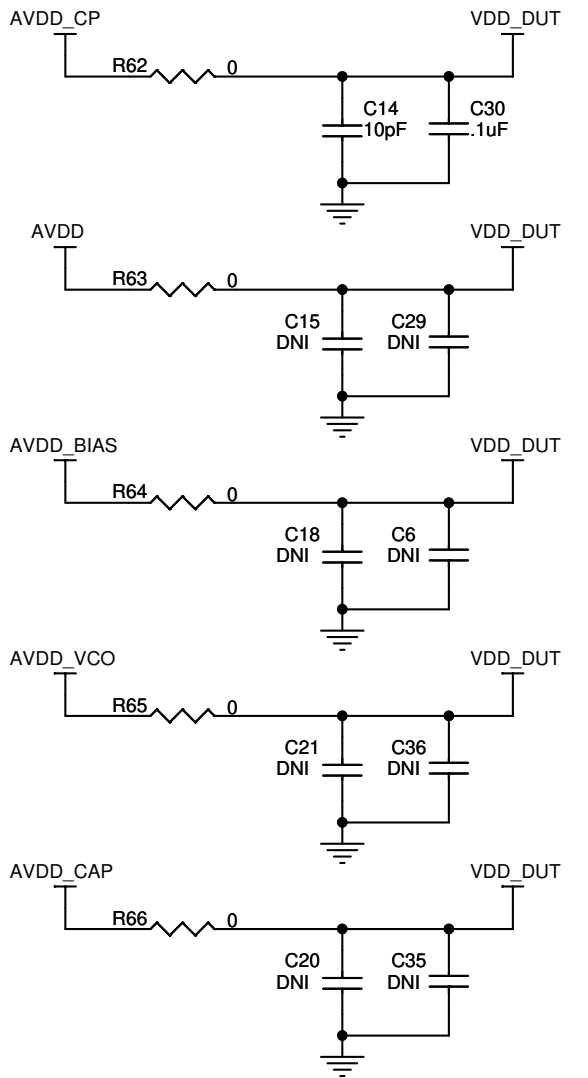 AVDD_CP VDD_DUT
R62 0
C14 C30
10pF .1uF
AVDD VDD_DUT
R63 0
C15 C29
DNI DNI
AVDD_BIAS VDD_DUT
R64 0
C18 C6
DNI DNI
AVDD_VCO VDD_DUT
R65 0
C21 C36
DNI DNI
AVDD_CAP VDD_DUT
R66 0
C20 C35
DNI DNI